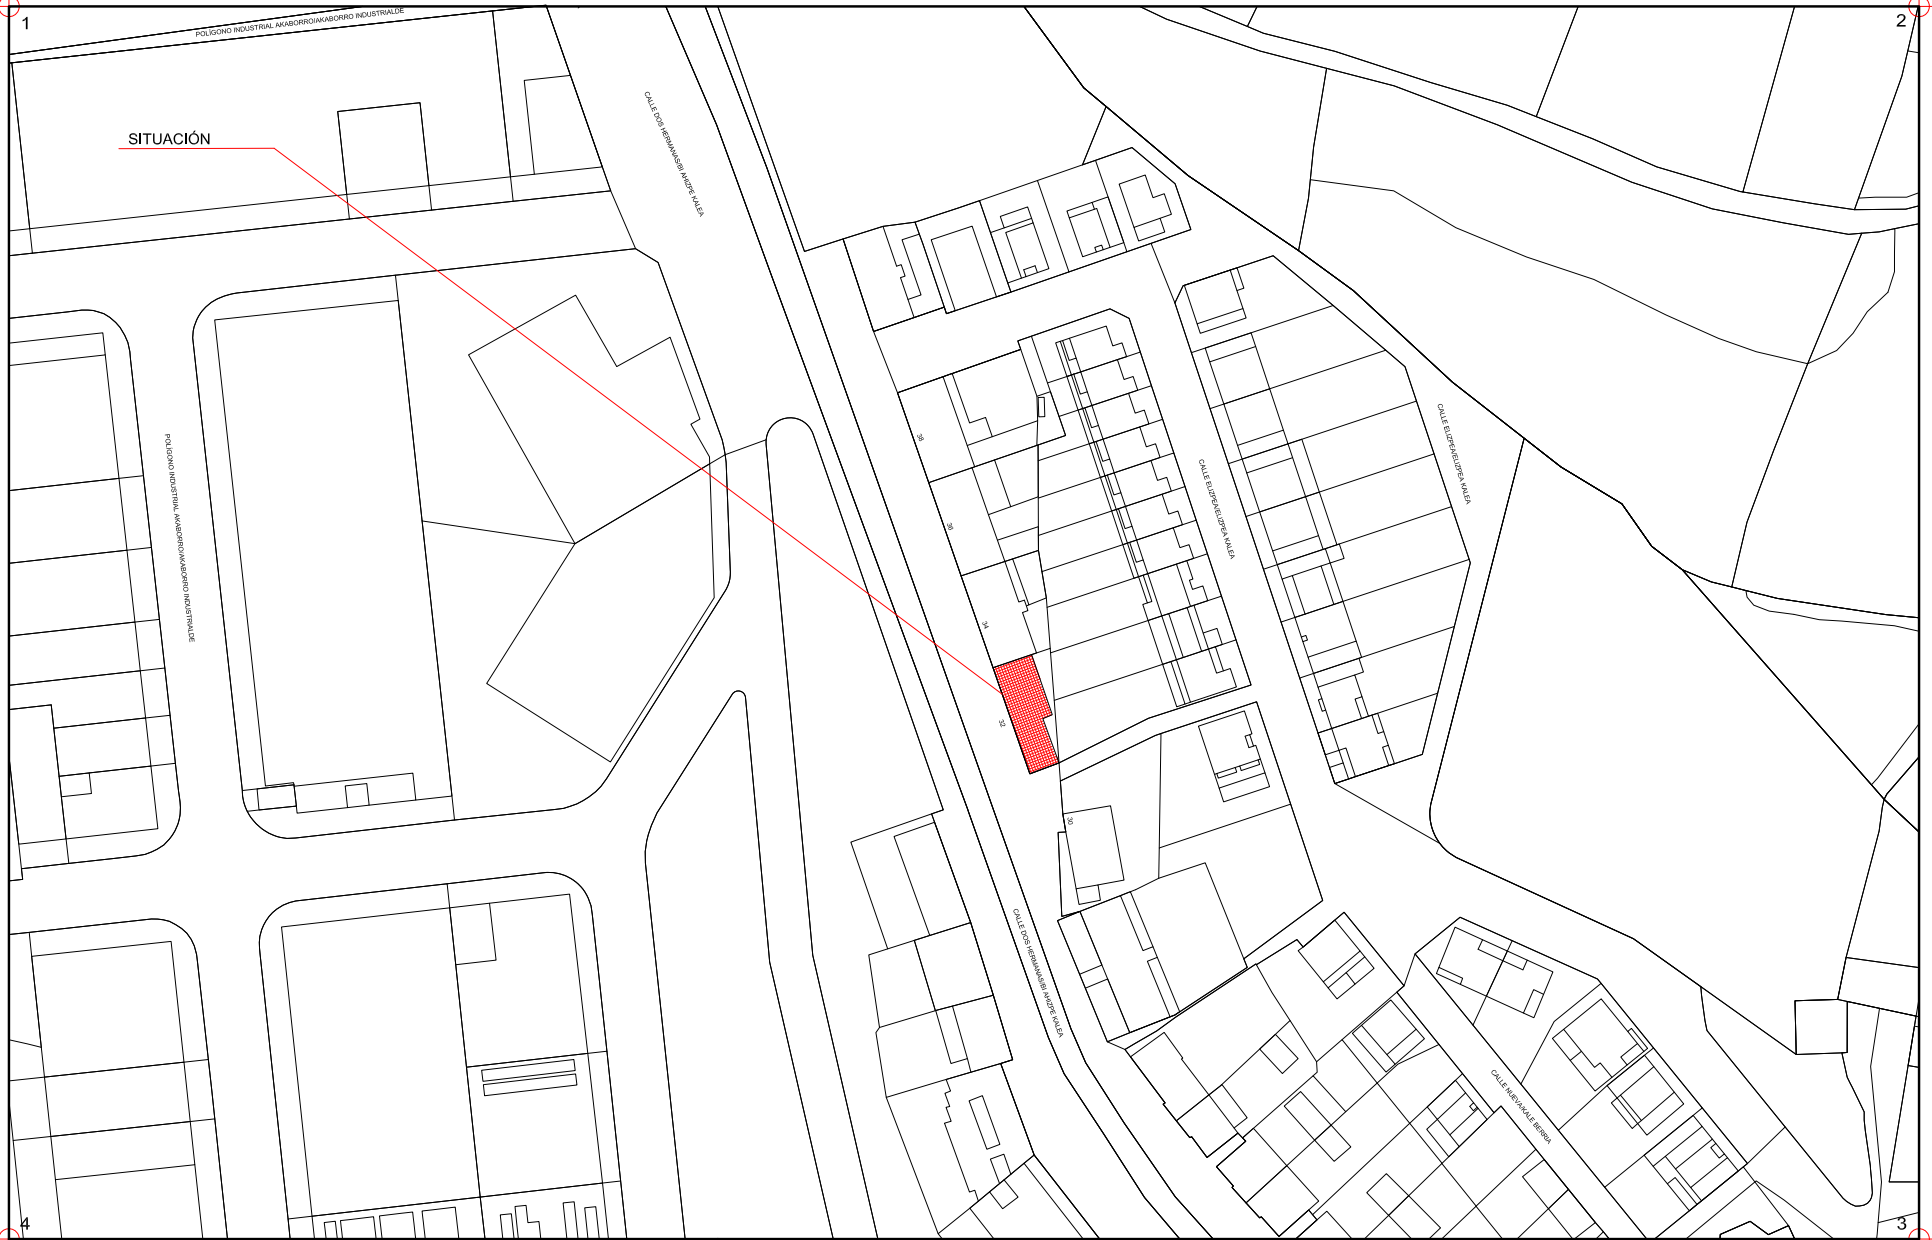 1
POLÍGONO INDUSTRIAL AKABORRO/AKABORRO INDUSTRIALDE
2
SITUACIÓN
CALLE DOS HERMANAS/BI AHIZPE KALEA
POLÍGONO INDUSTRIAL AKABORRO/AKABORRO INDUSTRIALDE
38
36
34
32
30
CALLE ELIZPEA/ELIZPEA KALEA
CALLE ELIZPEA/ELIZPEA KALEA
CALLE DOS HERMANAS/BI AHIZPE KALEA
CALLE NUEVA/KALE BERRIA
4
3